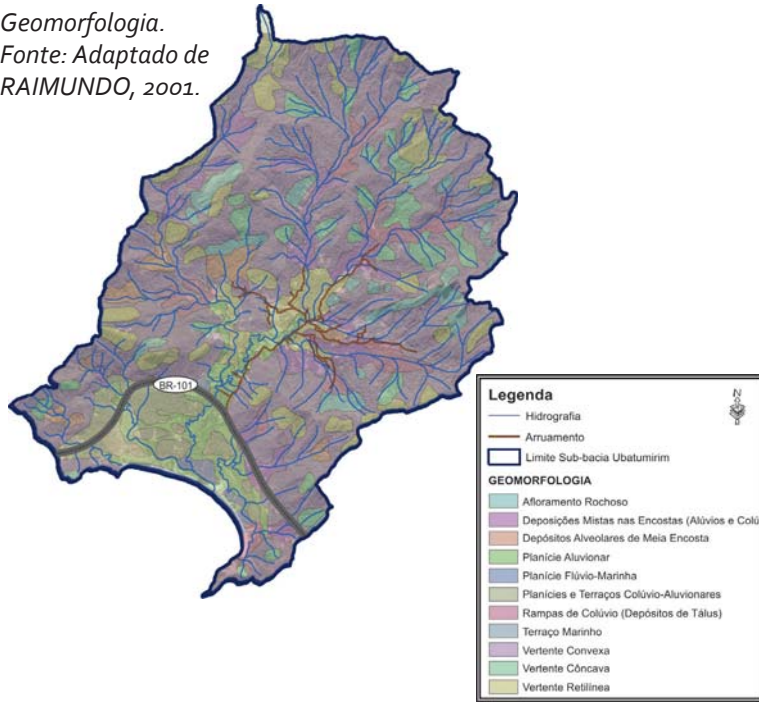 Geomorfologia.
Fonte: Adaptado de
RAIMUNDO, 2001.
BR-101
Legenda
N
Hidrografia
Arruamento
Limite Sub-bacia Ubatumirim
GEOMORFOLOGIA
Afloramento Rochoso
Deposições Mistas nas Encostas (Alúvios e Colú
Depósitos Alveolares de Meia Encosta
Planície Aluvionar
Planície Flúvio-Marinha
Planícies e Terraços Colúvio-Aluvionares
Rampas de Colúvio (Depósitos de Tálus)
Terraço Marinho
Vertente Convexa
Vertente Côncava
Vertente Retilínea